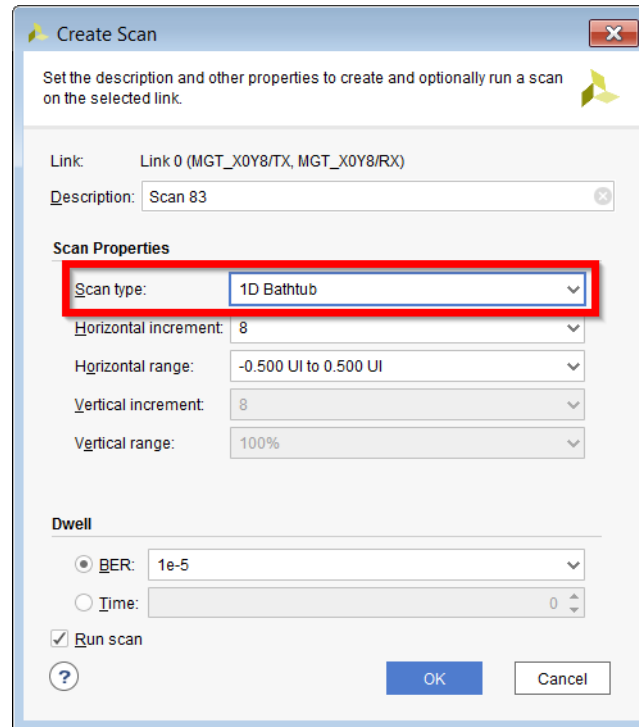 Create Scan
Set the description and other properties to create and optionally run a scan
on the selected link.
Link: Link 0 (MGT_X0Y8/TX, MGT_X0Y8/RX)
Description: Scan 83
Scan Properties
Scan type: 1D Bathtub
Horizontal increment: 8
Horizontal range: -0.500 UI to 0.500 UI
Vertical increment: 8
Vertical range: 100%
Dwell
BER: 1e-5
Time: 0
Run scan
? OK Cancel